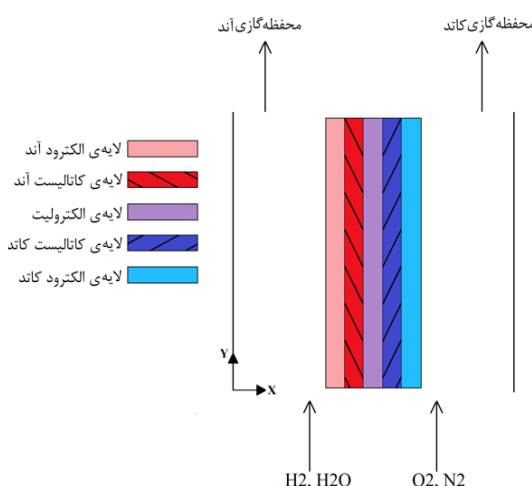 محفظه‌گازی آند
محفظه‌گازی کاتد
لایه‌ی الکترود آند
لایه‌ی کاتالیست آند
لایه‌ی الکترولیت
لایه‌ی کاتالیست کاتد
لایه‌ی الکترود کاتد
Y
X
H2, H2O
O2, N2